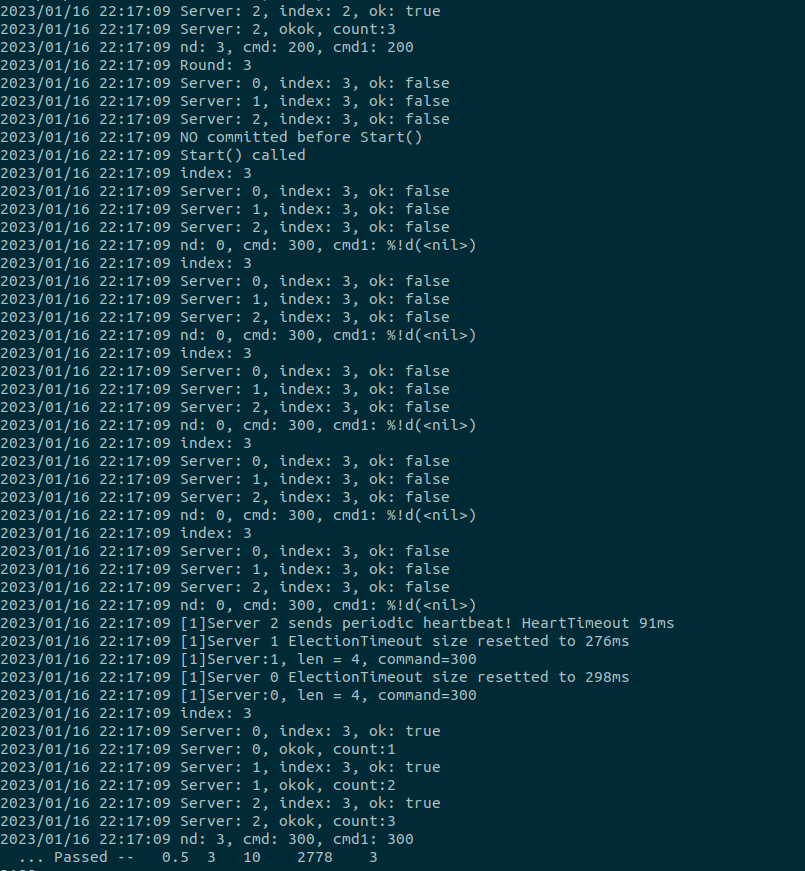 2023/01/16 22:17:09 Server: 2, index: 2, ok: true
2023/01/16 22:17:09 Server: 2, okok, count:3
2023/01/16 22:17:09 nd: 3, cmd: 200, cmd1: 200
2023/01/16 22:17:09 Round: 3
2023/01/16 22:17:09 Server: 0, index: 3, ok: false
2023/01/16 22:17:09 Server: 1, index: 3, ok: false
2023/01/16 22:17:09 Server: 2, index: 3, ok: false
2023/01/16 22:17:09 NO committed before Start()
2023/01/16 22:17:09 Start() called
2023/01/16 22:17:09 index: 3
2023/01/16 22:17:09 Server: 0, index: 3, ok: false
2023/01/16 22:17:09 Server: 1, index: 3, ok: false
2023/01/16 22:17:09 Server: 2, index: 3, ok: false
2023/01/16 22:17:09 nd: 0, cmd: 300, cmd1: %!d(<nil>)
2023/01/16 22:17:09 index: 3
2023/01/16 22:17:09 Server: 0, index: 3, ok: false
2023/01/16 22:17:09 Server: 1, index: 3, ok: false
2023/01/16 22:17:09 Server: 2, index: 3, ok: false
2023/01/16 22:17:09 nd: 0, cmd: 300, cmd1: %!d(<nil>)
2023/01/16 22:17:09 index: 3
2023/01/16 22:17:09 Server: 0, index: 3, ok: false
2023/01/16 22:17:09 Server: 1, index: 3, ok: false
2023/01/16 22:17:09 Server: 2, index: 3, ok: false
2023/01/16 22:17:09 nd: 0, cmd: 300, cmd1: %!d(<nil>)
2023/01/16 22:17:09 index: 3
2023/01/16 22:17:09 Server: 0, index: 3, ok: false
2023/01/16 22:17:09 Server: 1, index: 3, ok: false
2023/01/16 22:17:09 Server: 2, index: 3, ok: false
2023/01/16 22:17:09 nd: 0, cmd: 300, cmd1: %!d(<nil>)
2023/01/16 22:17:09 index: 3
2023/01/16 22:17:09 Server: 0, index: 3, ok: false
2023/01/16 22:17:09 Server: 1, index: 3, ok: false
2023/01/16 22:17:09 Server: 2, index: 3, ok: false
2023/01/16 22:17:09 nd: 0, cmd: 300, cmd1: %!d(<nil>)
2023/01/16 22:17:09 [1]Server 2 sends periodic heartbeat! HeartTimeout 91ms
2023/01/16 22:17:09 [1]Server 1 ElectionTimeout size resetted to 276ms
2023/01/16 22:17:09 [1]Server:1, len = 4, command=300
2023/01/16 22:17:09 [1]Server 0 ElectionTimeout size resetted to 298ms
2023/01/16 22:17:09 [1]Server:0, len = 4, command=300
2023/01/16 22:17:09 index: 3
2023/01/16 22:17:09 Server: 0, index: 3, ok: true
2023/01/16 22:17:09 Server: 0, okok, count:1
2023/01/16 22:17:09 Server: 1, index: 3, ok: true
2023/01/16 22:17:09 Server: 1, okok, count:2
2023/01/16 22:17:09 Server: 2, index: 3, ok: true
2023/01/16 22:17:09 Server: 2, okok, count:3
2023/01/16 22:17:09 nd: 3, cmd: 300, cmd1: 300
  ... Passed --   0.5  3   10    2778    3